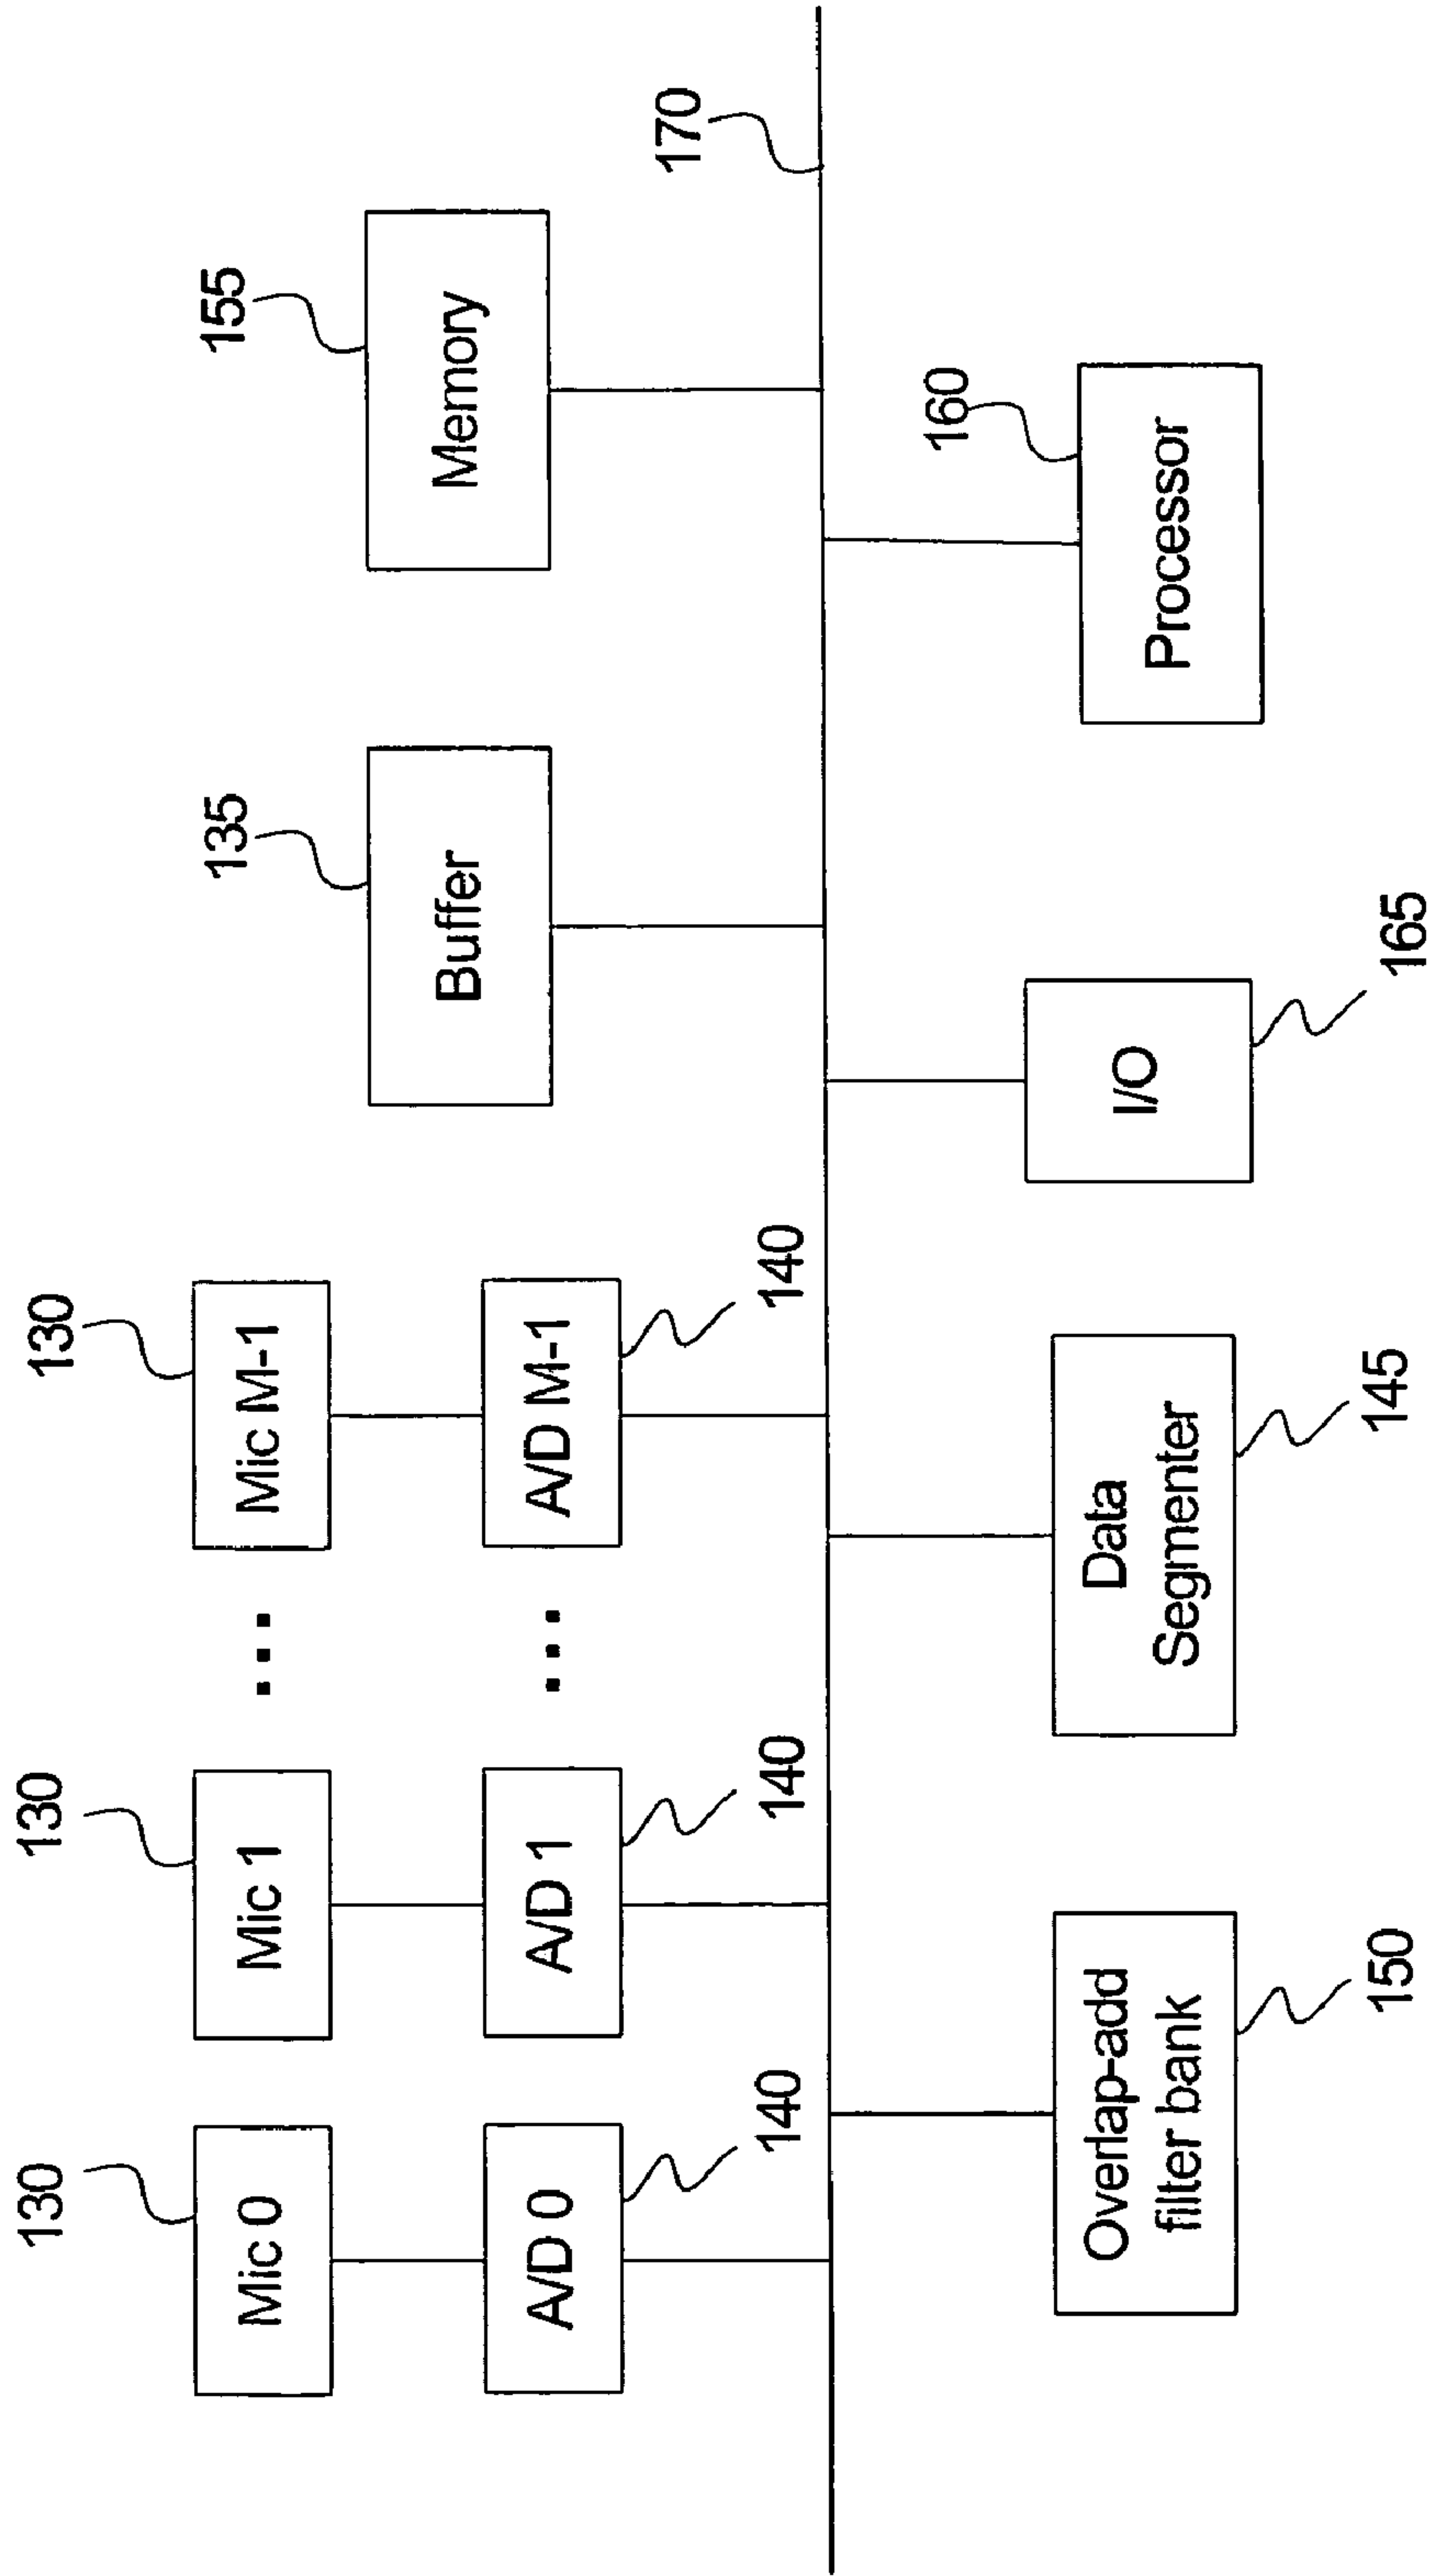 130
130
130
155
135
Mic 0
Mic 1
...
Mic M-1
Buffer
Memory
A/D 0
A/D 1
...
A/D M-1
140
140
140
170
160
Overlap-add
filter bank
Data
Segmenter
I/O
Processor
150
145
165